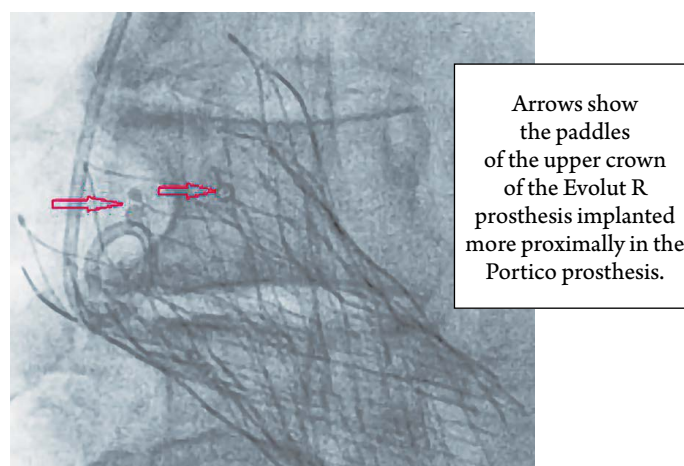 Arrows show
the paddles
of the upper crown
of the Evolut R
prosthesis implanted
more proximally in the
Portico prosthesis.